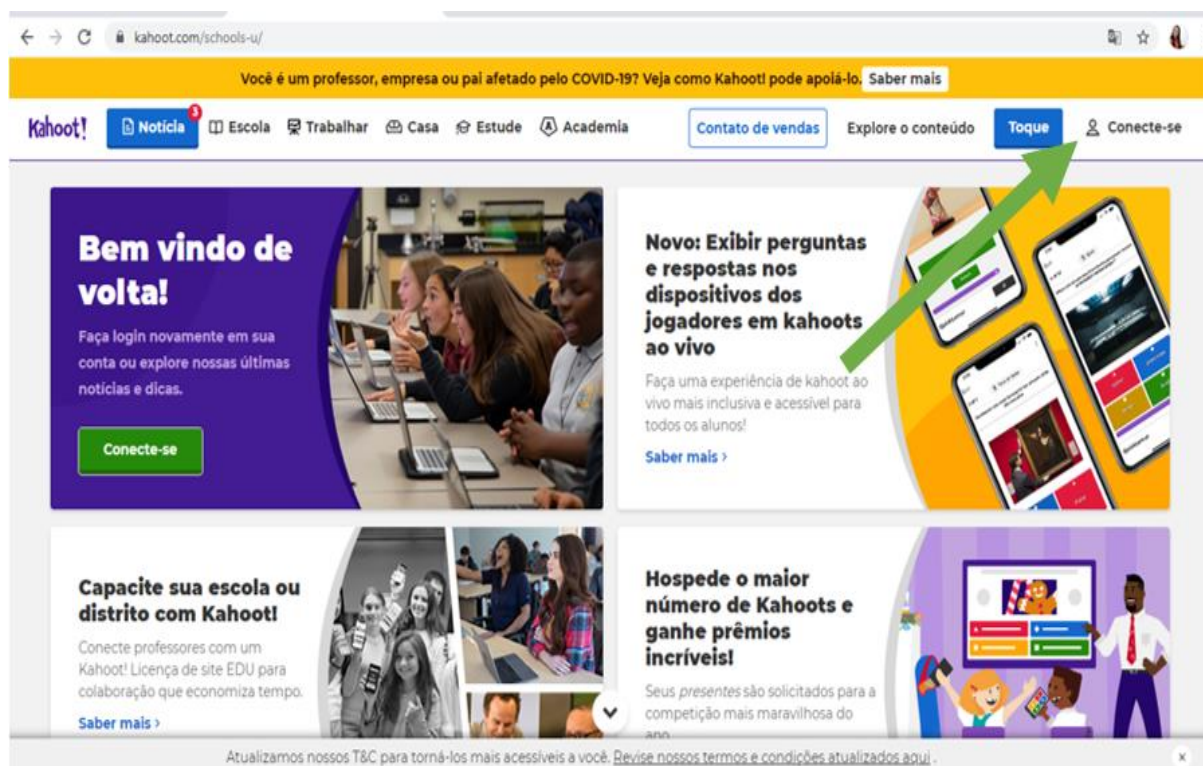 kahoot.com/schools-u/
Você é um professor, empresa ou pai afetado pelo COVID-19? Veja como Kahoot! pode apoiá-lo. Saber mais
Kahoot! Notícia 3 Escola Trabalhar Casa Estude Academia Contato de vendas Explore o conteúdo Toque Conecte-se
Bem vindo de
volta!
Faça login novamente em sua
conta ou explore nossas últimas
notícias e dicas.
Conecte-se
Novo: Exibir perguntas
e respostas nos
dispositivos dos
jogadores em kahoots
ao vivo
Faça uma experiência de kahoot ao
vivo mais inclusiva e acessível para
todos os alunos!
Saber mais >
Capacite sua escola ou
distrito com Kahoot!
Conecte professores com um
Kahoot! Licença de site EDU para
colaboração que economiza tempo.
Saber mais >
Hospede o maior
número de Kahoots e
ganhe prêmios
incríveis!
Seus presentes são solicitados para a
competição mais maravilhosa do
ano
Atualizamos nossos T&C para torná-los mais acessíveis a você. Revise nossos termos e condições atualizados aqui .